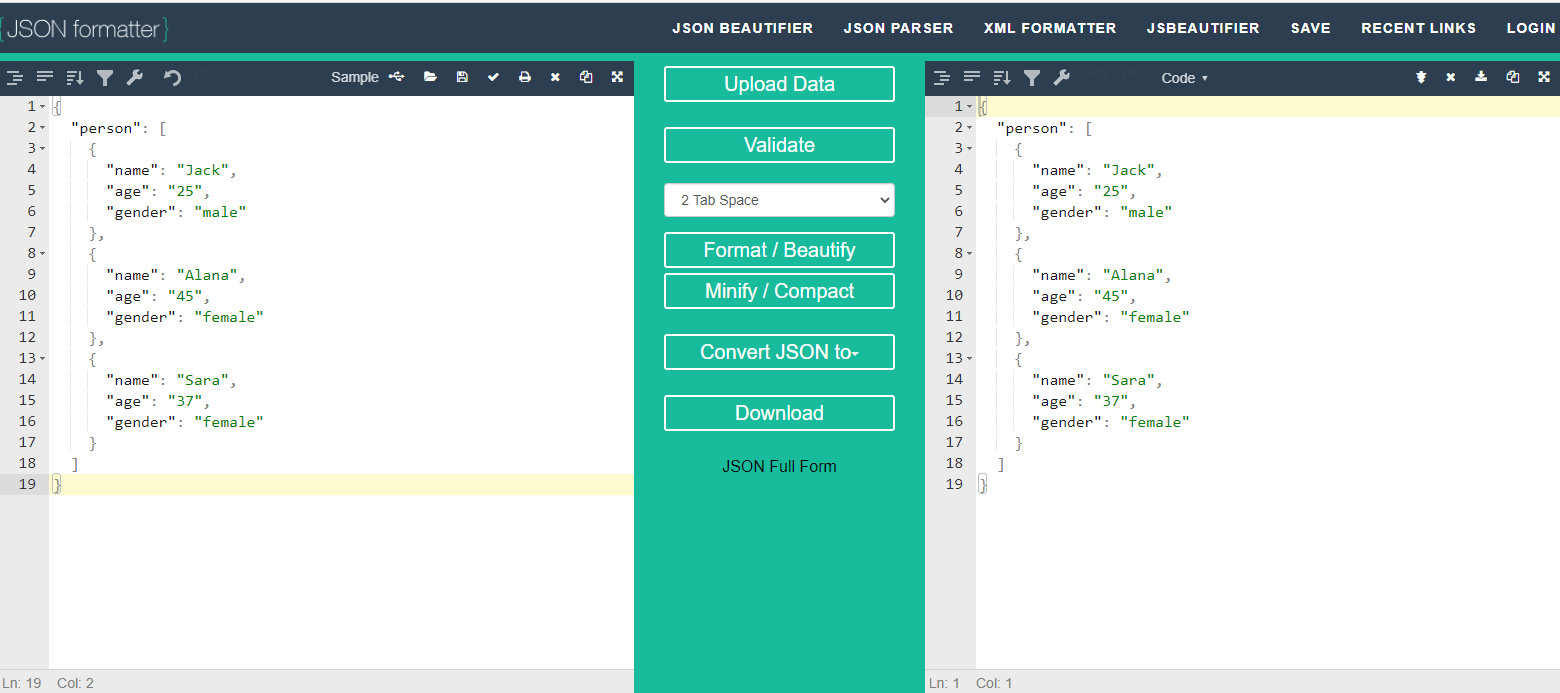 {JSON formatter}
JSON BEAUTIFIER JSON PARSER XML FORMATTER JSBEAUTIFIER SAVE RECENT LINKS LOGIN
Sample
1 {
2 "person": [
3 {
4 "name": "Jack",
5 "age": "25",
6 "gender": "male"
7 },
8 {
9 "name": "Alana",
10 "age": "45",
11 "gender": "female"
12 },
13 {
14 "name": "Sara",
15 "age": "37",
16 "gender": "female"
17 }
18 ]
19 }
Ln: 19 Col: 2
Upload Data
Validate
2 Tab Space
Format / Beautify
Minify / Compact
Convert JSON to
Download
JSON Full Form
Code
1 {
2 "person": [
3 {
4 "name": "Jack",
5 "age": "25",
6 "gender": "male"
7 },
8 {
9 "name": "Alana",
10 "age": "45",
11 "gender": "female"
12 },
13 {
14 "name": "Sara",
15 "age": "37",
16 "gender": "female"
17 }
18 ]
19 }
Ln: 1 Col: 1